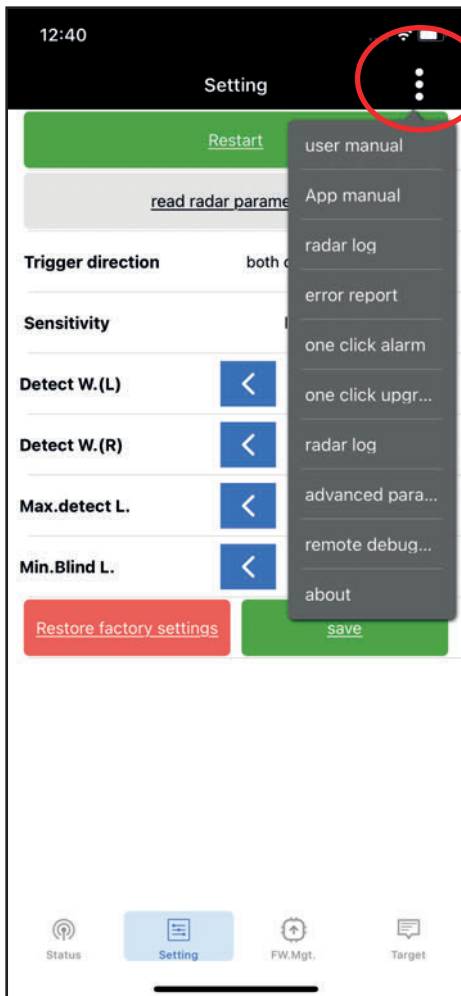 12:40
Setting
Restart
user manual
read radar parame
App manual
radar log
Trigger direction
both
error report
Sensitivity
one click alarm
Detect W.(L)
one click upgr...
Detect W.(R)
radar log
Max.detect L.
advanced para...
remote debug...
Min.Blind L.
about
Restore factory settings
save
Status
Setting
FW.Mgt.
Target